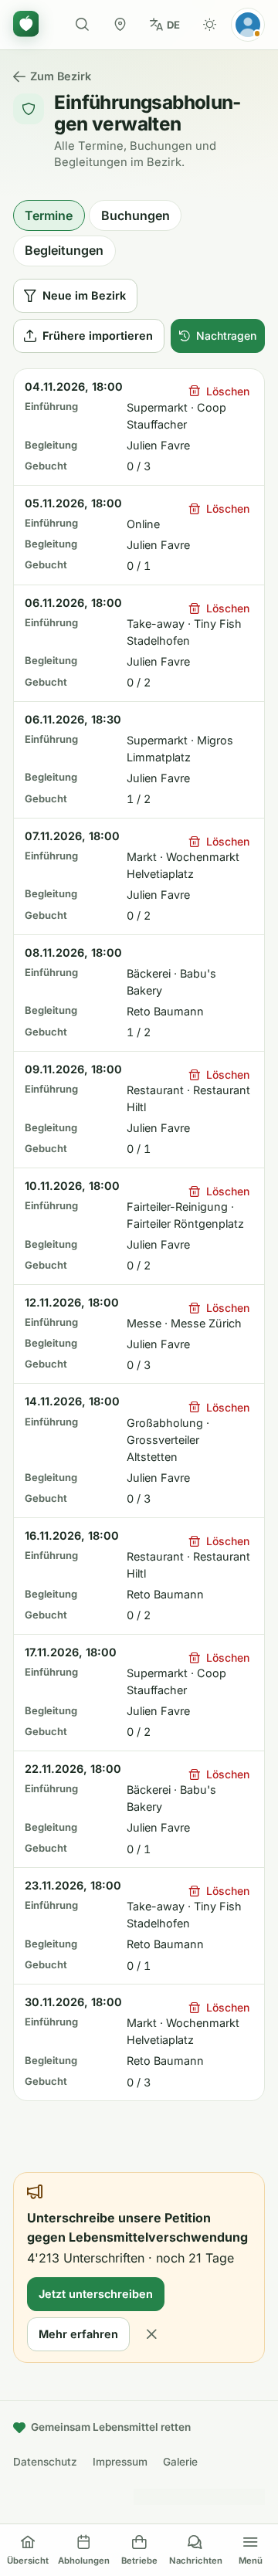 DE
Zum Bezirk
Einführungsabholun-
gen verwalten
Alle Termine, Buchungen und
Begleitungen im Bezirk.
Termine
Buchungen
Begleitungen
Neue im Bezirk
Frühere importieren
Nachtragen
04.11.2026, 18:00
Löschen
Einführung
Supermarkt · Coop
Stauffacher
Begleitung
Julien Favre
Gebucht
0 / 3
05.11.2026, 18:00
Löschen
Einführung
Online
Begleitung
Julien Favre
Gebucht
0 / 1
06.11.2026, 18:00
Löschen
Einführung
Take-away · Tiny Fish
Stadelhofen
Begleitung
Julien Favre
Gebucht
0 / 2
06.11.2026, 18:30
Einführung
Supermarkt · Migros
Limmatplatz
Begleitung
Julien Favre
Gebucht
1 / 2
07.11.2026, 18:00
Löschen
Einführung
Markt · Wochenmarkt
Helvetiaplatz
Begleitung
Julien Favre
Gebucht
0 / 2
08.11.2026, 18:00
Einführung
Bäckerei · Babu's
Bakery
Begleitung
Reto Baumann
Gebucht
1 / 2
09.11.2026, 18:00
Löschen
Einführung
Restaurant · Restaurant
Hiltl
Begleitung
Julien Favre
Gebucht
0 / 1
10.11.2026, 18:00
Löschen
Einführung
Fairteiler-Reinigung ·
Fairteiler Röntgenplatz
Begleitung
Julien Favre
Gebucht
0 / 2
12.11.2026, 18:00
Löschen
Einführung
Messe · Messe Zürich
Begleitung
Julien Favre
Gebucht
0 / 3
14.11.2026, 18:00
Löschen
Einführung
Großabholung ·
Grossverteiler
Altstetten
Begleitung
Julien Favre
Gebucht
0 / 3
16.11.2026, 18:00
Löschen
Einführung
Restaurant · Restaurant
Hiltl
Begleitung
Reto Baumann
Gebucht
0 / 2
17.11.2026, 18:00
Löschen
Einführung
Supermarkt · Coop
Stauffacher
Begleitung
Julien Favre
Gebucht
0 / 2
22.11.2026, 18:00
Löschen
Einführung
Bäckerei · Babu's
Bakery
Begleitung
Julien Favre
Gebucht
0 / 1
23.11.2026, 18:00
Löschen
Einführung
Take-away · Tiny Fish
Stadelhofen
Begleitung
Reto Baumann
Gebucht
0 / 1
30.11.2026, 18:00
Löschen
Einführung
Markt · Wochenmarkt
Helvetiaplatz
Begleitung
Reto Baumann
Gebucht
0 / 3
Unterschreibe unsere Petition
gegen Lebensmittelverschwendung
4'213 Unterschriften · noch 21 Tage
Jetzt unterschreiben
Mehr erfahren
Gemeinsam Lebensmittel retten
Datenschutz
Impressum
Galerie
Übersicht
Abholungen
Betriebe
Nachrichten
Menü